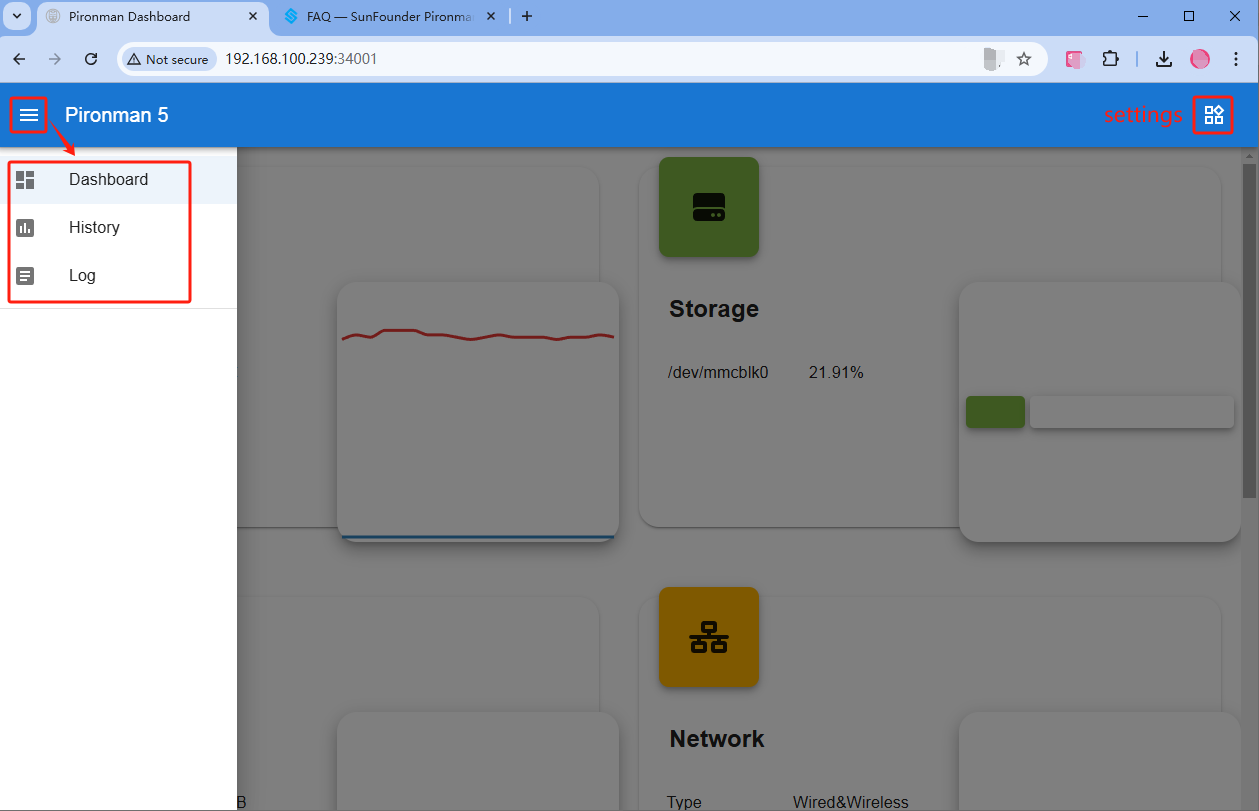 Pironman Dashboard
FAQ — SunFounder Pironma
Not secure
192.168.100.239:34001
Pironman 5
settings
Dashboard
History
Log
Storage
/dev/mmcblk0 21.91%
Network
B
Type Wired&Wireless